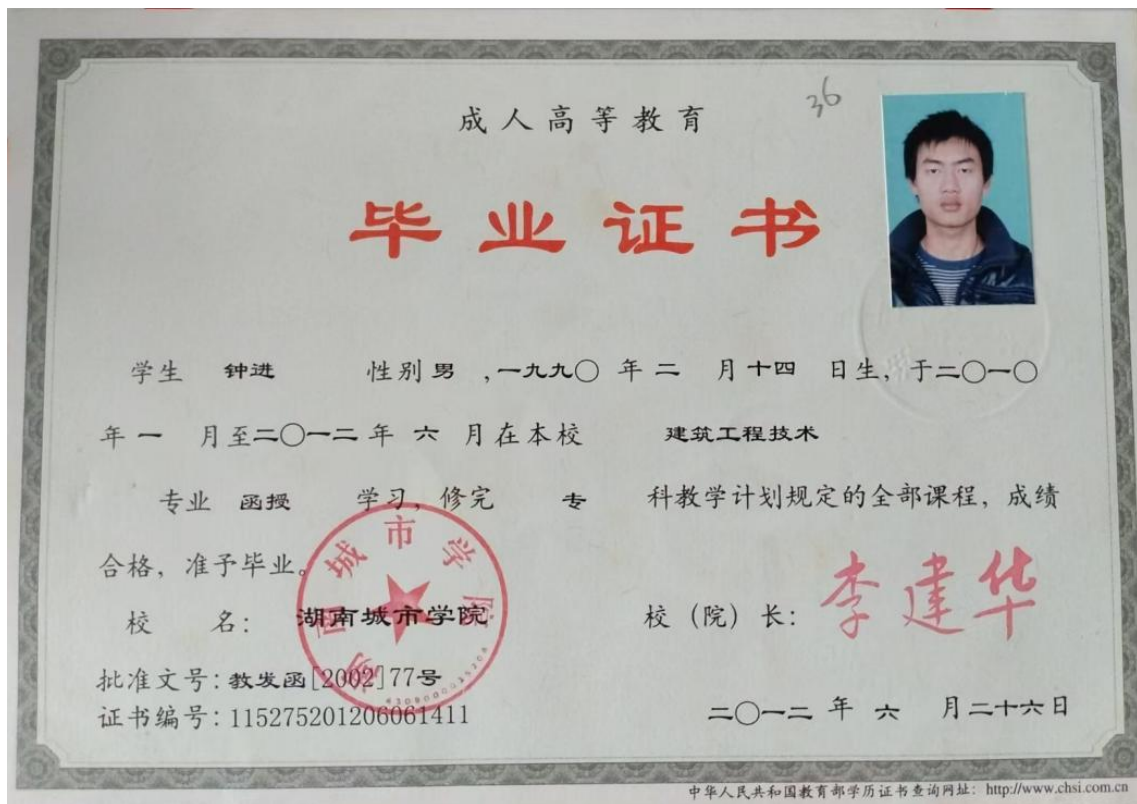 36
成人高等教育
毕业证书
学生 钟进 性别 男 ,一九九〇 年 二 月 十四 日生, 于二〇一〇
年 一 月至二〇一二 年 六 月在本校 建筑工程技术
专业 函授 学习, 修完 专 科教学计划规定的全部课程, 成绩
合格, 准予毕业。
校 名: 湖南城市学院 校（院）长: 李建华
批准文号: 教发函[2002]77号
证书编号: 115275201206061411 二〇一二 年 六 月二十六日
湖南城市学院
中华人民共和国教育部学历证书查询网址: http://www.chsi.com.cn